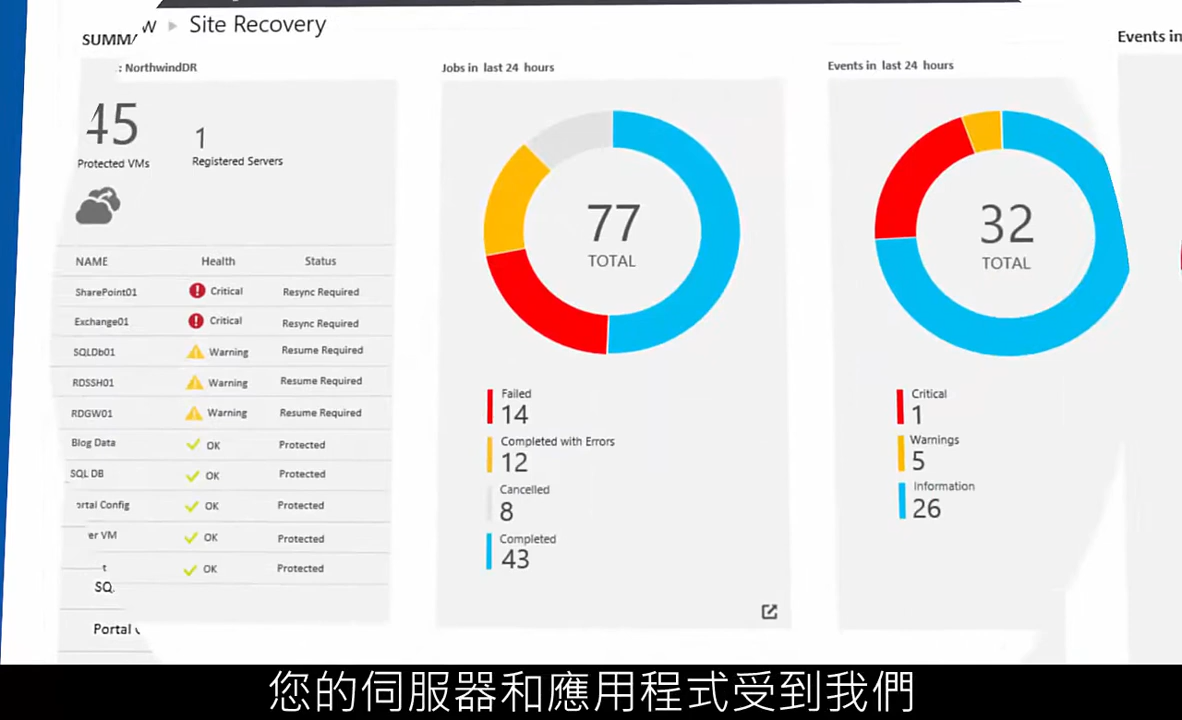 Site Recovery
: NorthwindDR
45
Protected VMs
1
Registered Servers
NAME Health Status
SharePoint01 Critical Resync Required
Exchange01 Critical Resync Required
SQLDb01 Warning Resume Required
RDSSH01 Warning Resume Required
RDGW01 Warning Resume Required
Blog Data OK Protected
SQL DB OK Protected
Config OK Protected
VM OK Protected
OK Protected
Portal
Jobs in last 24 hours
77
TOTAL
Failed
14
Completed with Errors
12
Cancelled
8
Completed
43
Events in last 24 hours
32
TOTAL
Critical
1
Warnings
5
Information
26
Events in
您的伺服器和應用程式受到我們